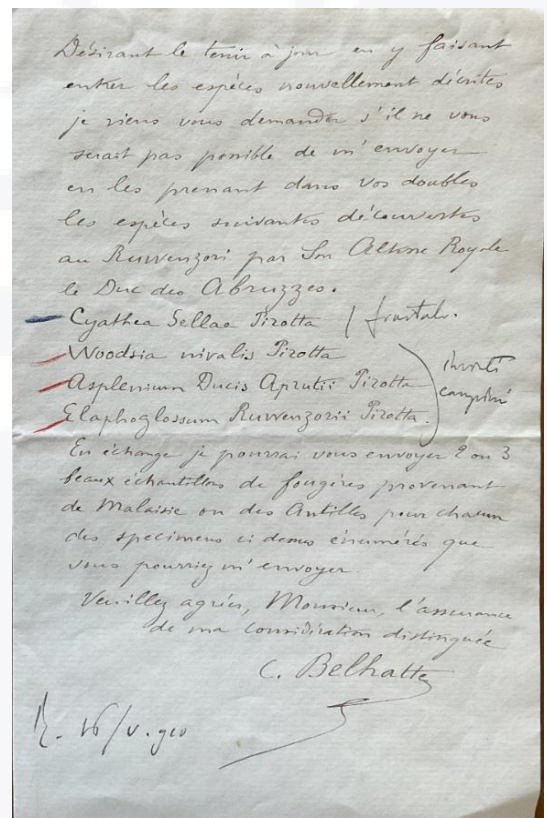 Désirant le tenir à jour en y faisant
entrer les espèces nouvellement décrites
je viens vous demander s'il ne vous
serait pas possible de m'envoyer
en les prenant dans vos doubles
les espèces suivantes découvertes
au Ruwenzori par Son Altesse Royale
le Duc des Abruzzes.
Cyathea Sellae Pirotta
Woodsia nivalis Pirotta
Asplenium Ducis Aprutii Pirotta
Elaphoglossum Ruwenzorii Pirotta.
En échange je pourrai vous envoyer 2 ou 3
beaux échantillons de fougères provenant
de Malaisie ou des Antilles pour chacun
des specimens ci dessus énumérés que
vous pourriez m'envoyer
Veuillez agréer, Monsieur, l'assurance
de ma considération distinguée
C. Belhatte
R. 16/V. 910